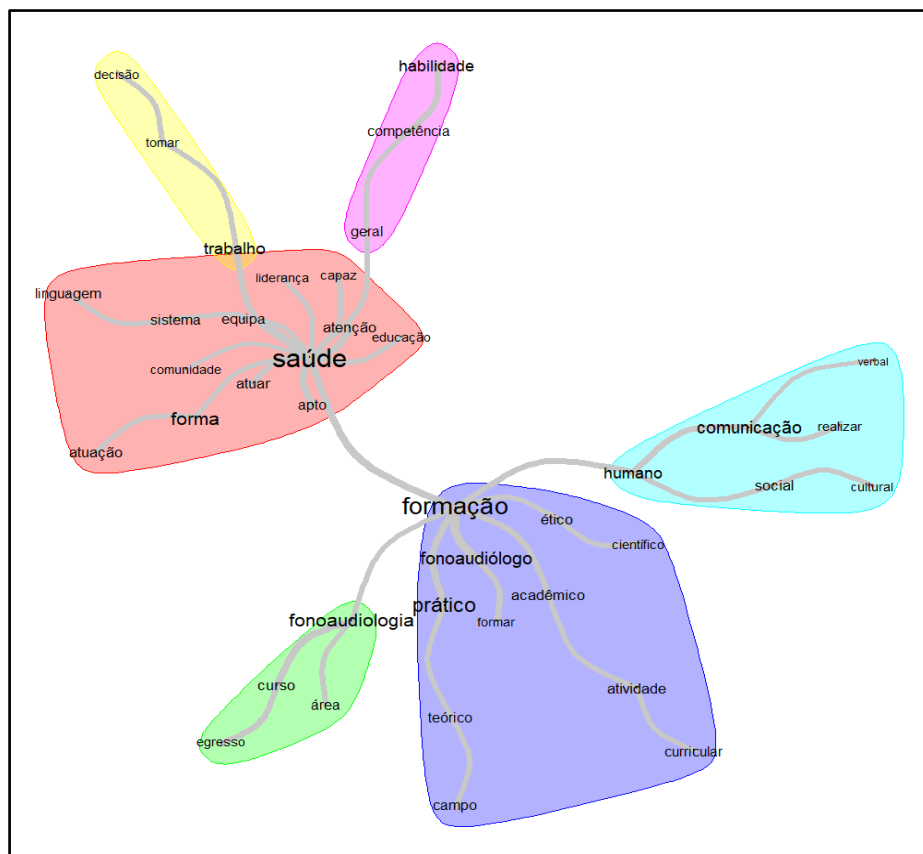 habilidade
decisão
competência
tomar
geral
trabalho
capaz
liderança
linguagem
sistema
equipa
atenção
educação
saúde
comunidade
atuar
apto
forma
atuação
verbal
comunicação
realizar
humano
social
cultural
formação
ético
científico
fonoaudiólogo
acadêmico
prático
formar
fonoaudiologia
curso
atividade
área
teórico
egresso
curricular
campo